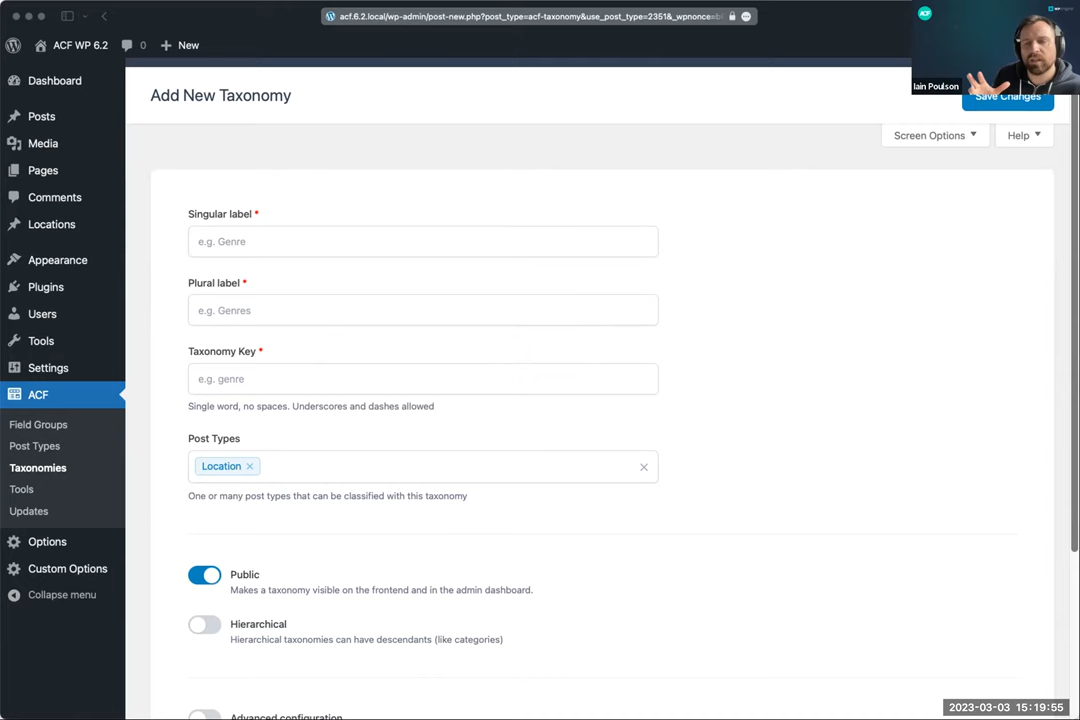 acf.6.2.local/wp-admin/post-new.php?post_type=acf-taxonomy&use_post_type=2351&_wpnonce=
ACF
Iain Poulson
ACF WP 6.2
0
New
Dashboard
Posts
Media
Pages
Comments
Locations
Appearance
Plugins
Users
Tools
Settings
ACF
Field Groups
Post Types
Taxonomies
Tools
Updates
Options
Custom Options
Collapse menu
Add New Taxonomy
Save Changes
Screen Options
Help
Singular label *
e.g. Genre
Plural label *
e.g. Genres
Taxonomy Key *
e.g. genre
Single word, no spaces. Underscores and dashes allowed
Post Types
Location
One or many post types that can be classified with this taxonomy
Public
Makes a taxonomy visible on the frontend and in the admin dashboard.
Hierarchical
Hierarchical taxonomies can have descendants (like categories)
Advanced configuration
2023-03-03 15:19:55